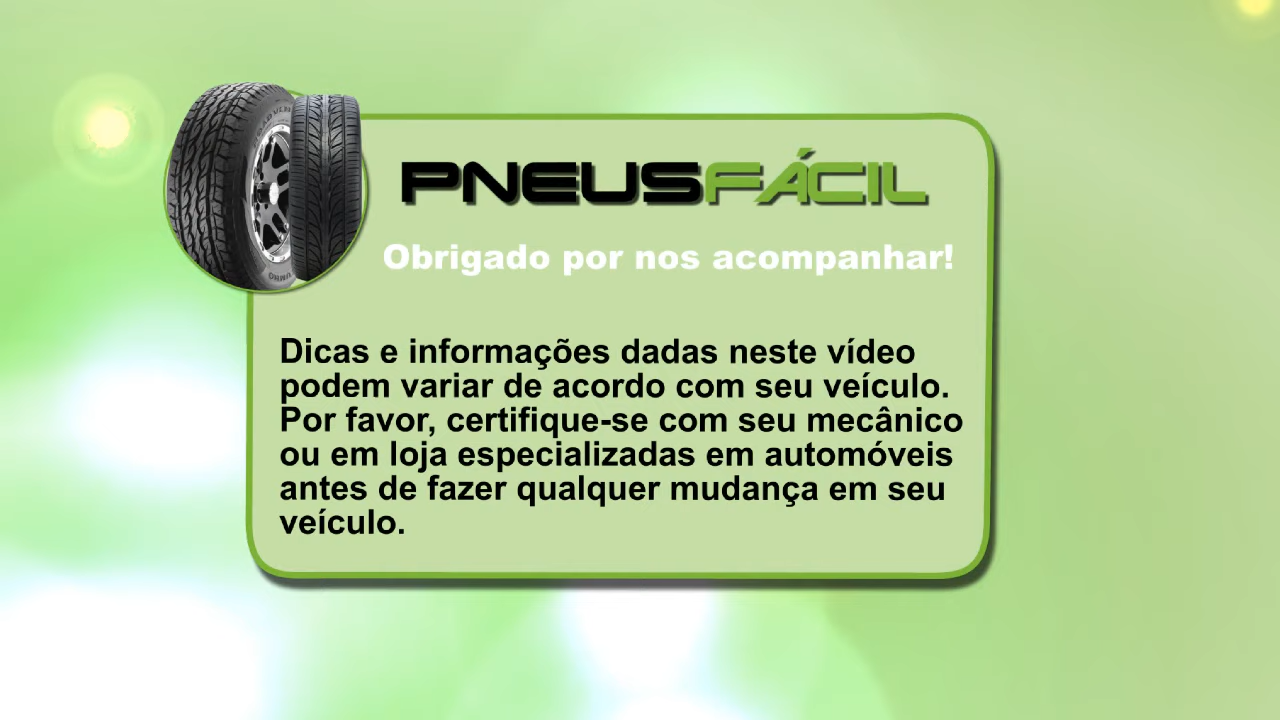 PNEUSFÁCIL
Obrigado por nos acompanhar!
Dicas e informações dadas neste vídeo
podem variar de acordo com seu veículo.
Por favor, certifique-se com seu mecânico
ou em loja especializadas em automóveis
antes de fazer qualquer mudança em seu
veículo.